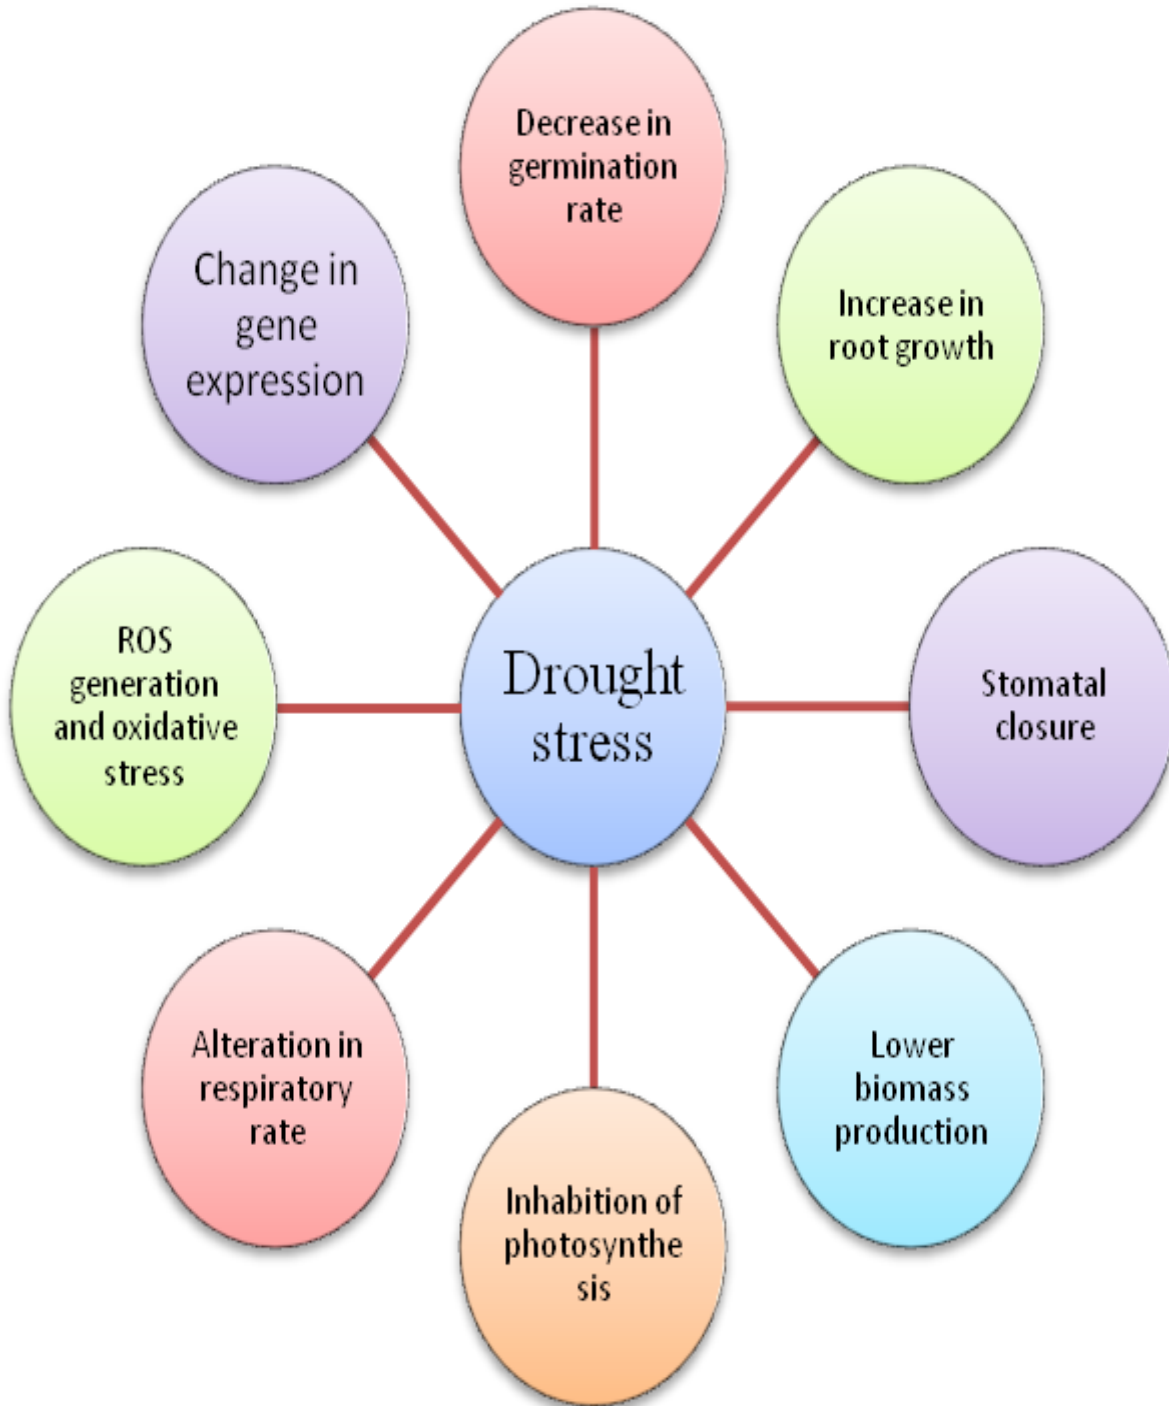 Decrease in
germination
rate
Increase in
root growth
Change in
gene
expression
Drought
stress
ROS
generation
and oxidative
stress
Stomatal
closure
Alteration in
respiratory
rate
Lower
biomass
production
Inhabition of
photosynthe
sis